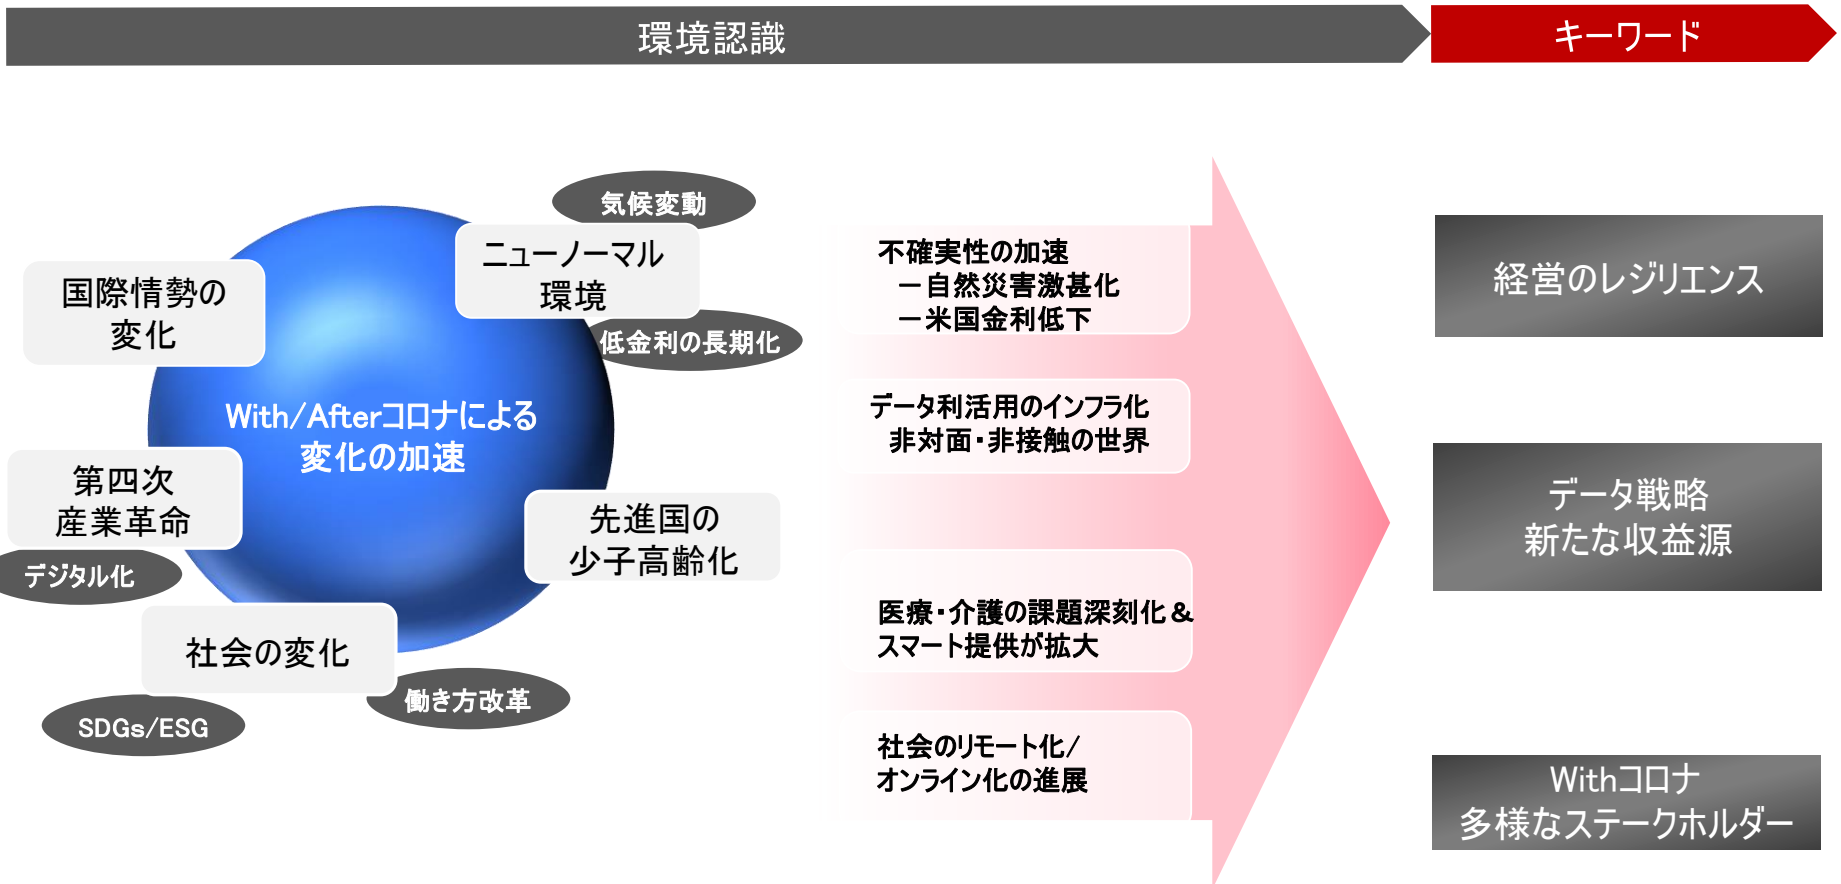 環境認識
キーワード
気候変動
ニューノーマル
環境
低金利の長期化
国際情勢の
変化
With/Afterコロナによる
変化の加速
第四次
産業革命
デジタル化
先進国の
少子高齢化
社会の変化
働き方改革
SDGs/ESG
不確実性の加速
－自然災害激甚化
－米国金利低下
データ利活用のインフラ化
非対面・非接触の世界
医療・介護の課題深刻化＆
スマート提供が拡大
社会のリモート化/
オンライン化の進展
経営のレジリエンス
データ戦略
新たな収益源
Withコロナ
多様なステークホルダー